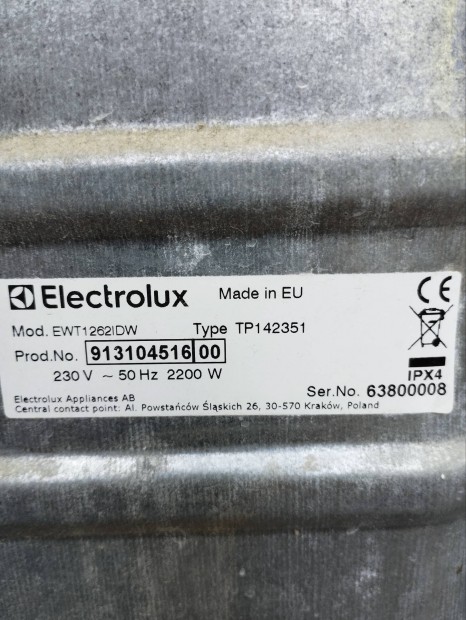 Electrolux Made in EU
CE
Mod. EWT1262IDW Type TP142351
Prod.No. 913104516 00
230 V ~ 50 Hz 2200 W
IPX4
Ser.No. 63800008
Electrolux Appliances AB
Central contact point: Al. Powstańców Śląskich 26, 30-570 Kraków, Poland